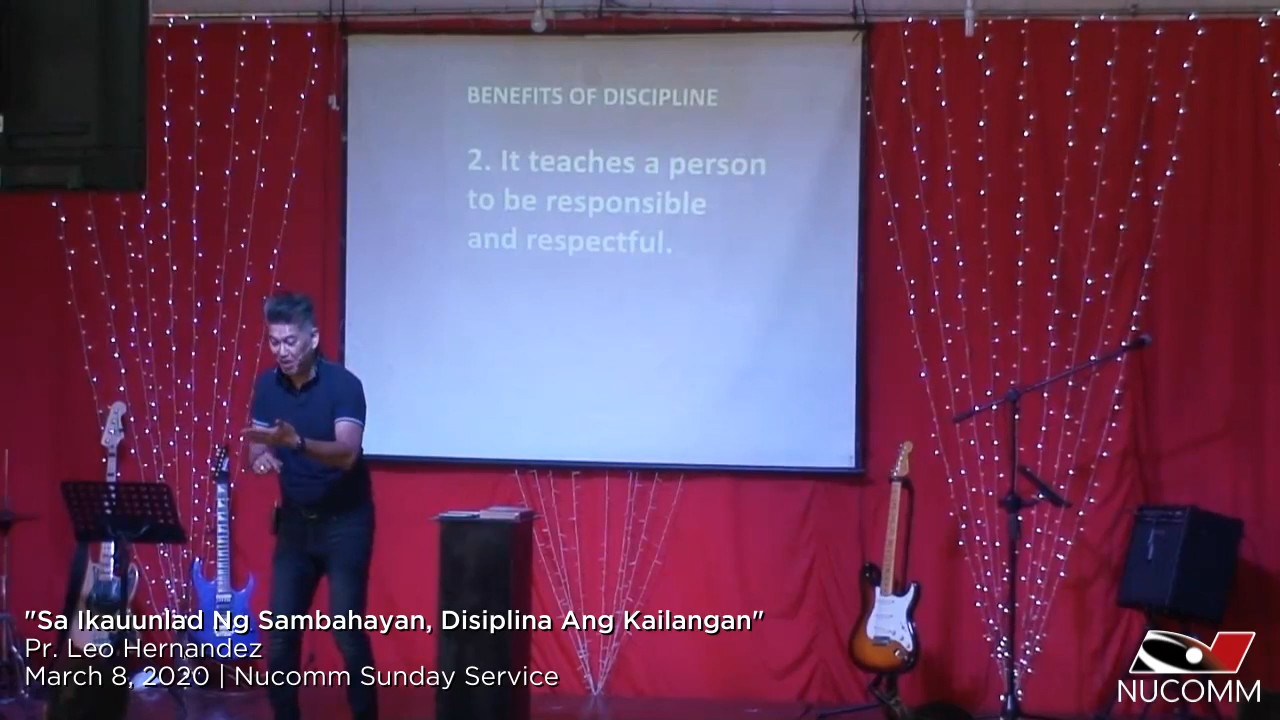 BENEFITS OF DISCIPLINE
2. It teaches a person
to be responsible
and respectful.
"Sa Ikauunlad Ng Sambahayan, Disiplina Ang Kailangan"
Pr. Leo Hernandez
March 8, 2020 | Nucomm Sunday Service
NUCOMM